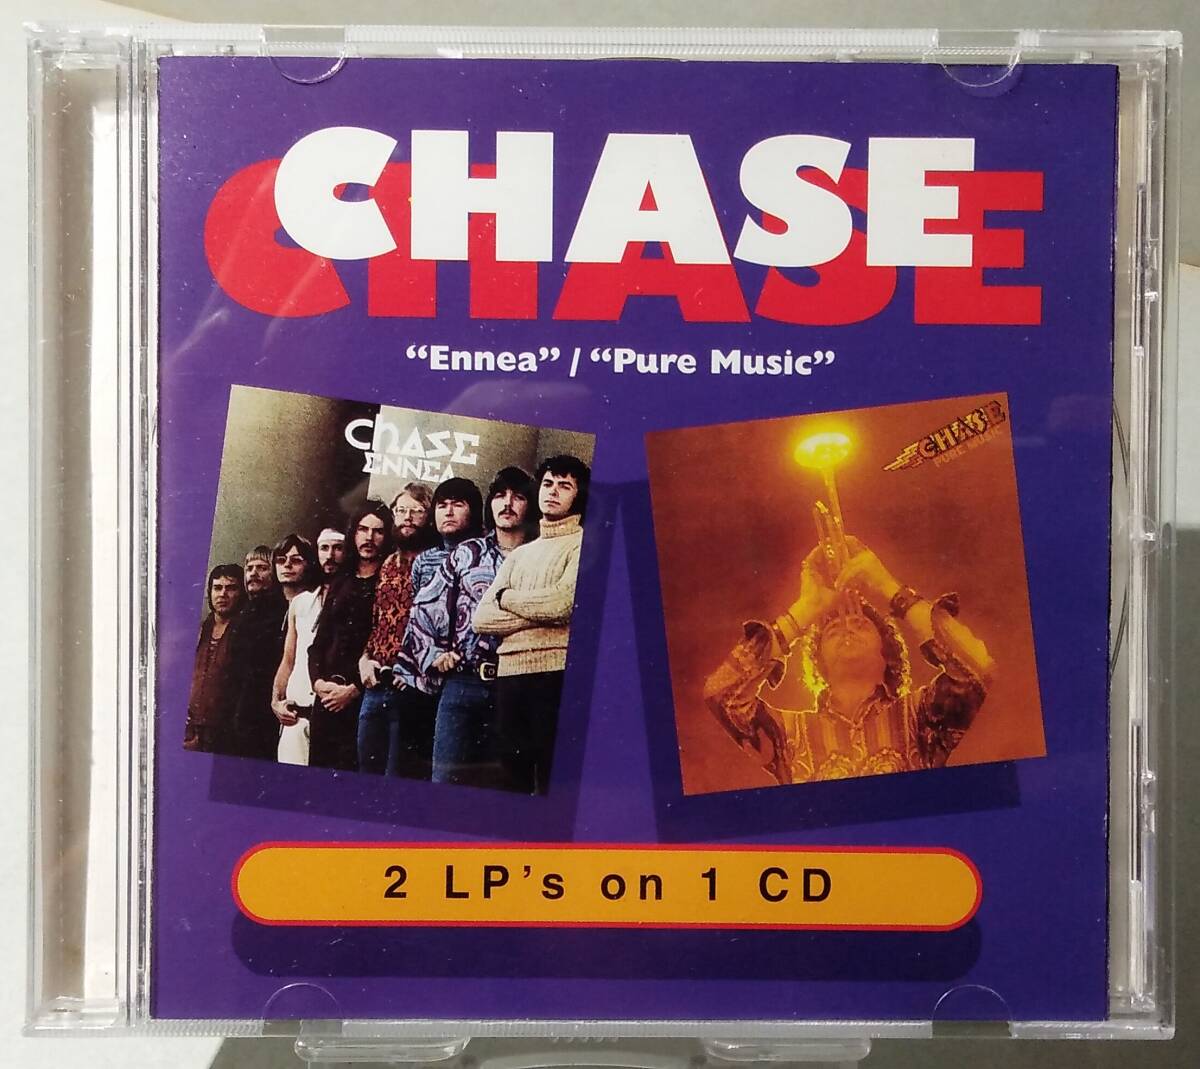 CHASE
CHASE
“Ennea” / “Pure Music”
chase
ENNEA
CHASE
PURE MUSIC
2 LP's on 1 CD